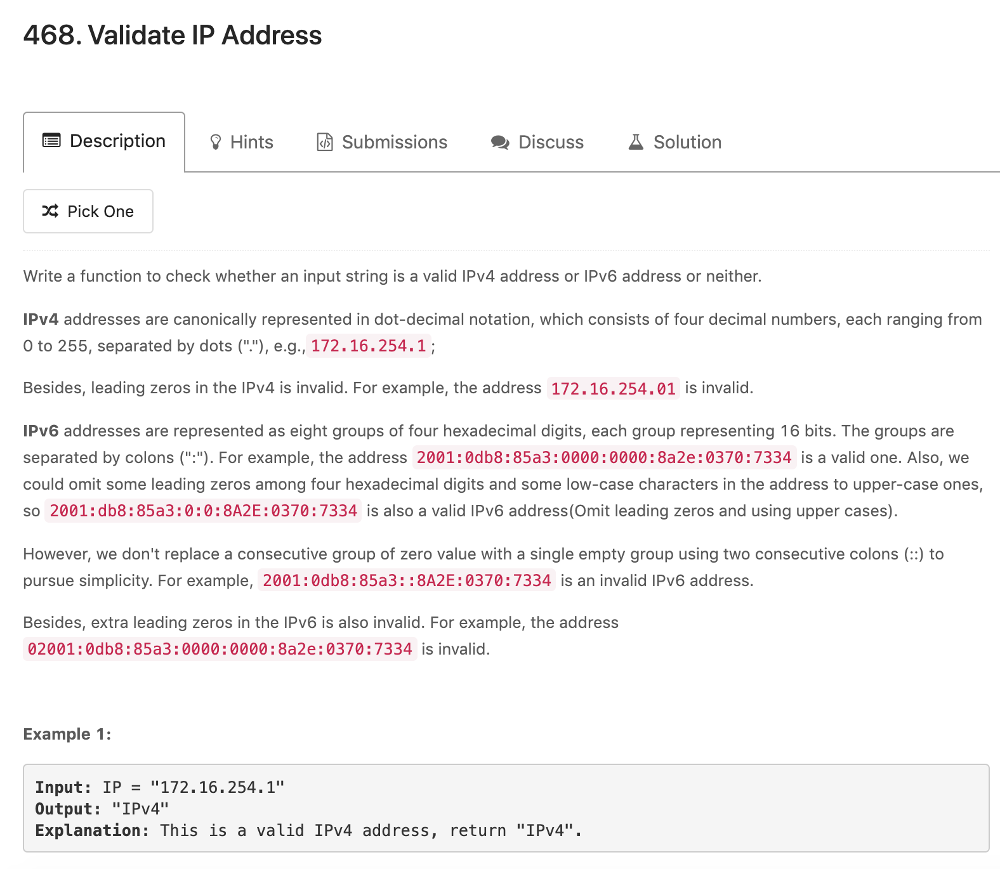 468. Validate IP Address
Description
Hints
Submissions
Discuss
Solution
Pick One
Write a function to check whether an input string is a valid IPv4 address or IPv6 address or neither.
IPv4 addresses are canonically represented in dot-decimal notation, which consists of four decimal numbers, each ranging from
0 to 255, separated by dots ("."), e.g.,172.16.254.1;
Besides, leading zeros in the IPv4 is invalid. For example, the address 172.16.254.01 is invalid.
IPv6 addresses are represented as eight groups of four hexadecimal digits, each group representing 16 bits. The groups are
separated by colons (":"). For example, the address 2001:0db8:85a3:0000:0000:8a2e:0370:7334 is a valid one. Also, we
could omit some leading zeros among four hexadecimal digits and some low-case characters in the address to upper-case ones,
so 2001:db8:85a3:0:0:8A2E:0370:7334 is also a valid IPv6 address(Omit leading zeros and using upper cases).
However, we don't replace a consecutive group of zero value with a single empty group using two consecutive colons (::) to
pursue simplicity. For example, 2001:0db8:85a3::8A2E:0370:7334 is an invalid IPv6 address.
Besides, extra leading zeros in the IPv6 is also invalid. For example, the address
02001:0db8:85a3:0000:0000:8a2e:0370:7334 is invalid.
Example 1:
Input: IP = "172.16.254.1"
Output: "IPv4"
Explanation: This is a valid IPv4 address, return "IPv4".